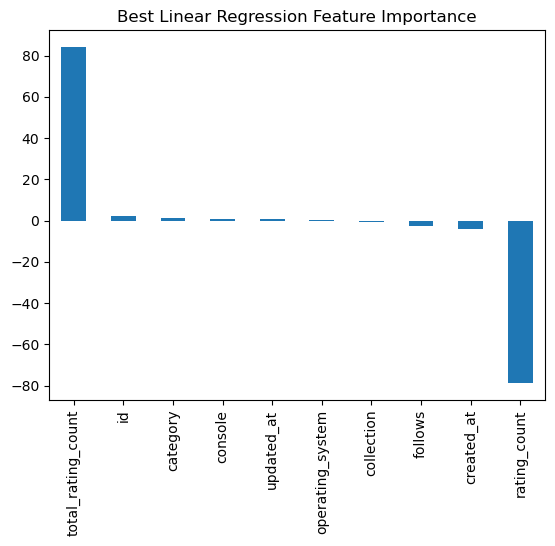 Best Linear Regression Feature Importance
80
60
40
20
0
−20
−40
−60
−80
total_rating_count
id
category
console
updated_at
operating_system
collection
follows
created_at
rating_count